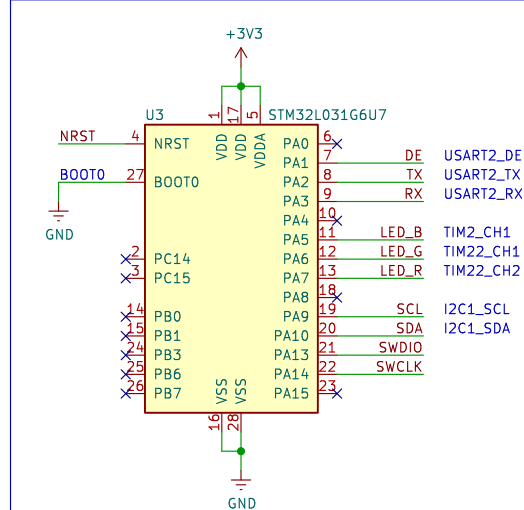 +3V3
U3 STM32L031G6U7
1 17 5
VDD VDD VDDA
NRST 4 NRST PA0 6
PA1 7 DE USART2_DE
BOOT0 27 BOOT0 PA2 8 TX USART2_TX
PA3 9 RX USART2_RX
GND PA4 10
PA5 11 LED_B TIM2_CH1
2 PC14 PA6 12 LED_G TIM22_CH1
3 PC15 PA7 13 LED_R TIM22_CH2
PA8 18
14 PB0 PA9 19 SCL I2C1_SCL
15 PB1 PA10 20 SDA I2C1_SDA
24 PB3 PA13 21 SWDIO
25 PB6 PA14 22 SWCLK
26 PB7 PA15 23
VSS VSS
16 28
GND